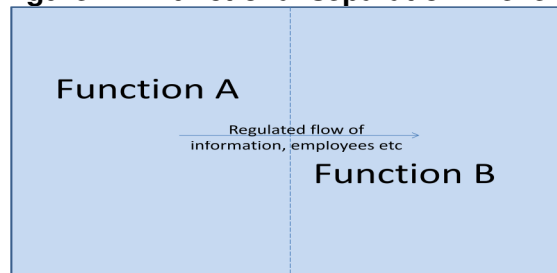 Function A
Regulated flow of
information, employees etc
Function B